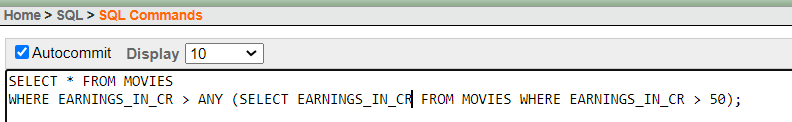 Home > SQL > SQL Commands
Autocommit Display 10
SELECT * FROM MOVIES
WHERE EARNINGS_IN_CR > ANY (SELECT EARNINGS_IN_CR FROM MOVIES WHERE EARNINGS_IN_CR > 50);